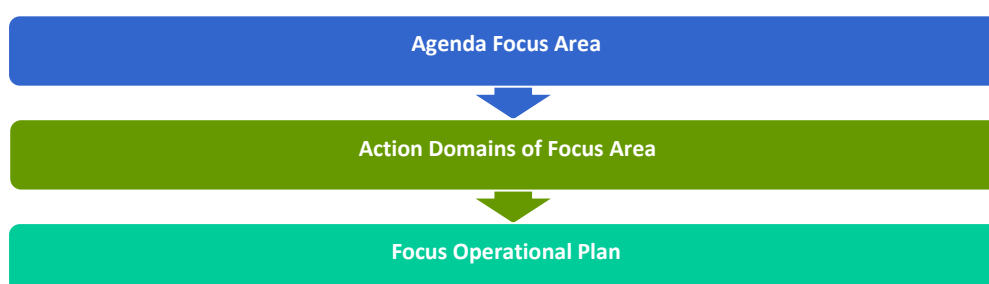 Agenda Focus Area
Action Domains of Focus Area
Focus Operational Plan